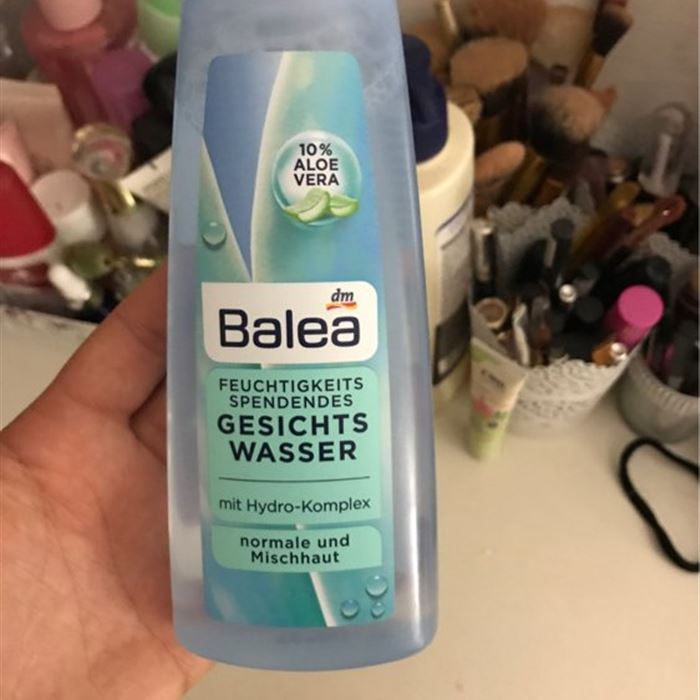 10%
ALOE
VERA
dm
Balea
FEUCHTIGKEITS
SPENDENDES
GESICHTS
WASSER
mit Hydro-Komplex
normale und
Mischhaut